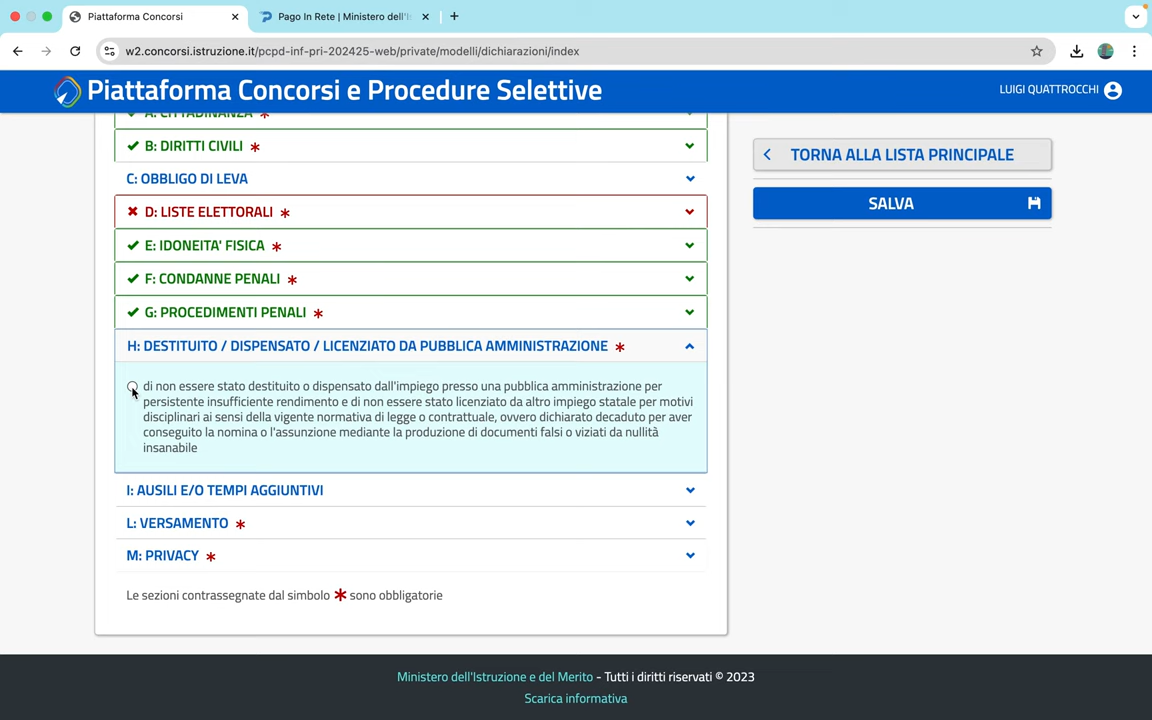 Piattaforma Concorsi
Pago In Rete | Ministero dell'I
w2.concorsi.istruzione.it/pcpd-inf-pri-202425-web/private/modelli/dichiarazioni/index
Piattaforma Concorsi e Procedure Selettive
LUIGI QUATTROCCHI
A: CITTADINANZA *
B: DIRITTI CIVILI *
C: OBBLIGO DI LEVA
D: LISTE ELETTORALI *
E: IDONEITA' FISICA *
F: CONDANNE PENALI *
G: PROCEDIMENTI PENALI *
H: DESTITUITO / DISPENSATO / LICENZIATO DA PUBBLICA AMMINISTRAZIONE *
di non essere stato destituito o dispensato dall'impiego presso una pubblica amministrazione per
persistente insufficiente rendimento e di non essere stato licenziato da altro impiego statale per motivi
disciplinari ai sensi della vigente normativa di legge o contrattuale, ovvero dichiarato decaduto per aver
conseguito la nomina o l'assunzione mediante la produzione di documenti falsi o viziati da nullità
insanabile
I: AUSILI E/O TEMPI AGGIUNTIVI
L: VERSAMENTO *
M: PRIVACY *
Le sezioni contrassegnate dal simbolo * sono obbligatorie
TORNA ALLA LISTA PRINCIPALE
SALVA
Ministero dell'Istruzione e del Merito - Tutti i diritti riservati © 2023
Scarica informativa